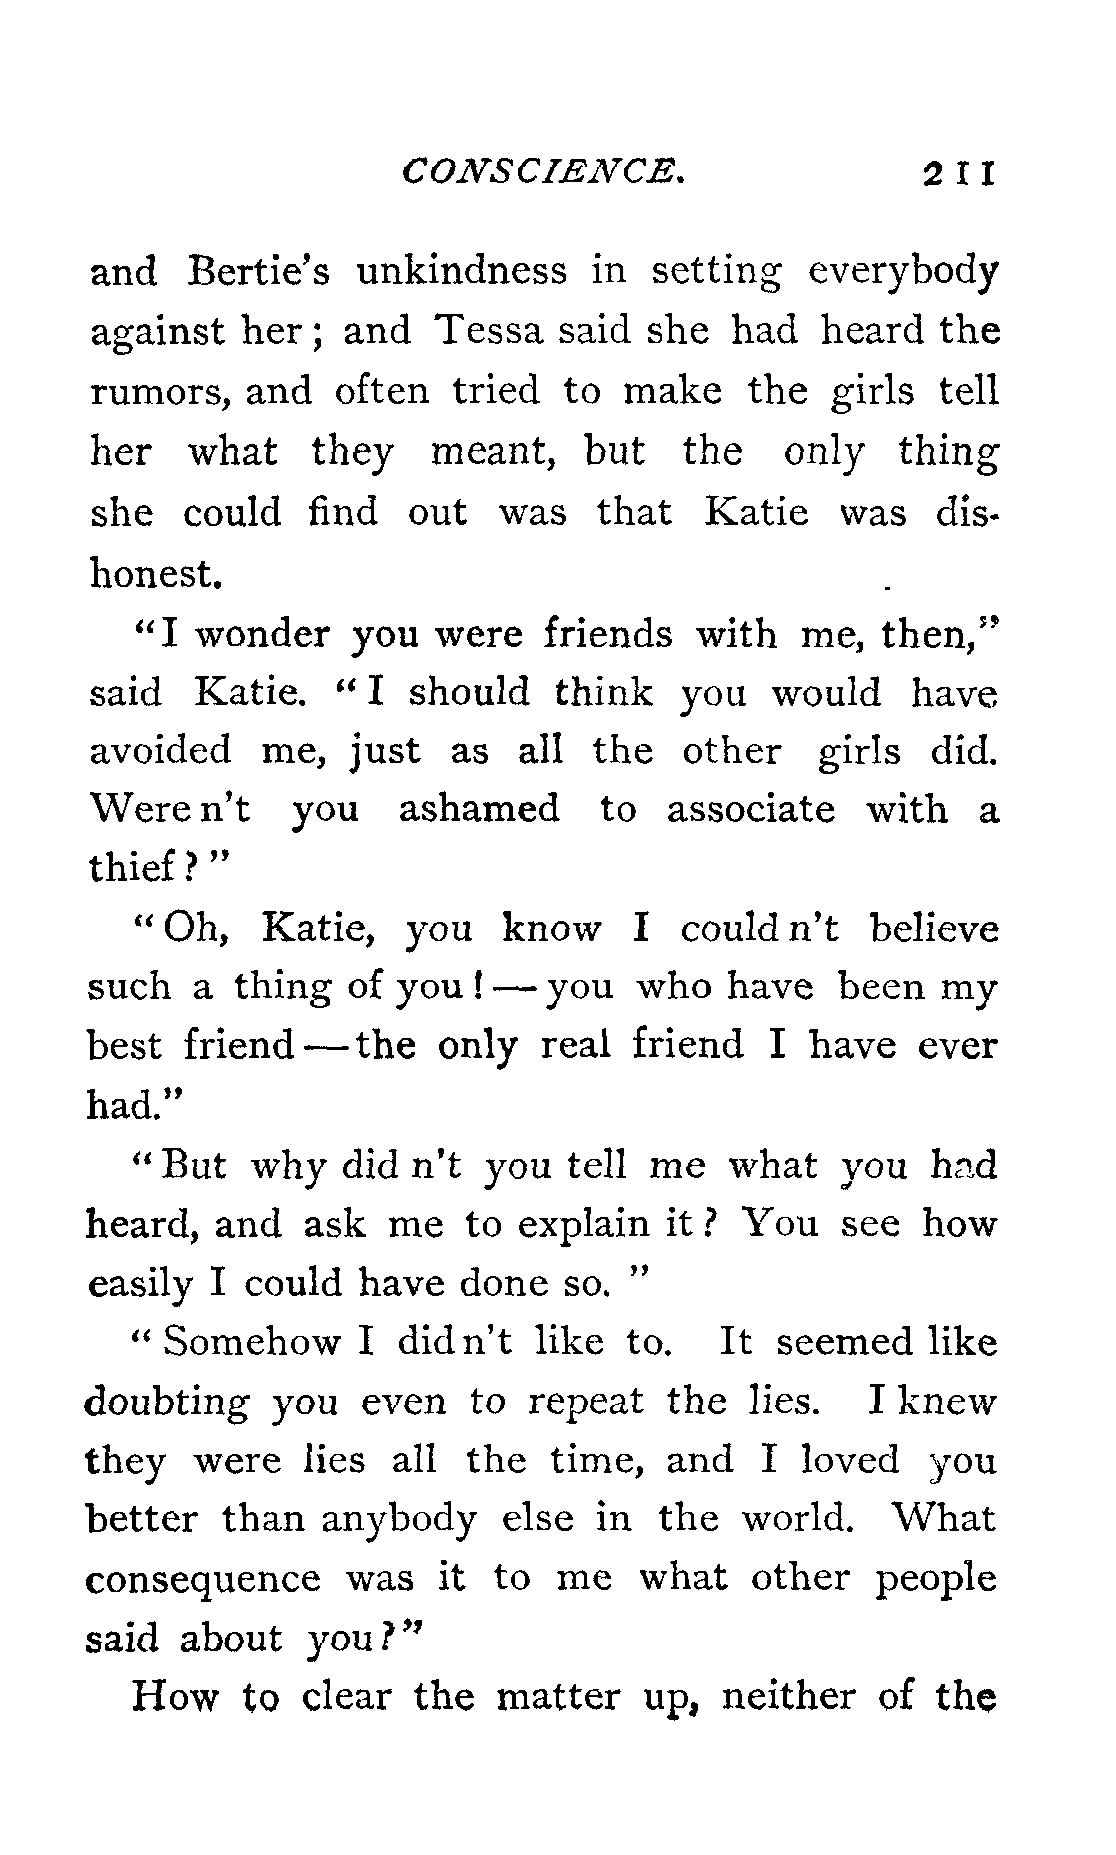 CONSCIENCE. 211
and Bertie's unkindness in setting everybody
against her; and Tessa said she had heard the
rumors, and often tried to make the girls tell
her what they meant, but the only thing
she could find out was that Katie was dis-
honest.
"I wonder you were friends with me, then,"
said Katie. "I should think you would have
avoided me, just as all the other girls did.
Were n't you ashamed to associate with a
thief?"
"Oh, Katie, you know I could n't believe
such a thing of you!—you who have been my
best friend—the only real friend I have ever
had."
"But why did n't you tell me what you had
heard, and ask me to explain it? You see how
easily I could have done so."
"Somehow I did n't like to. It seemed like
doubting you even to repeat the lies. I knew
they were lies all the time, and I loved you
better than anybody else in the world. What
consequence was it to me what other people
said about you?"
How to clear the matter up, neither of the